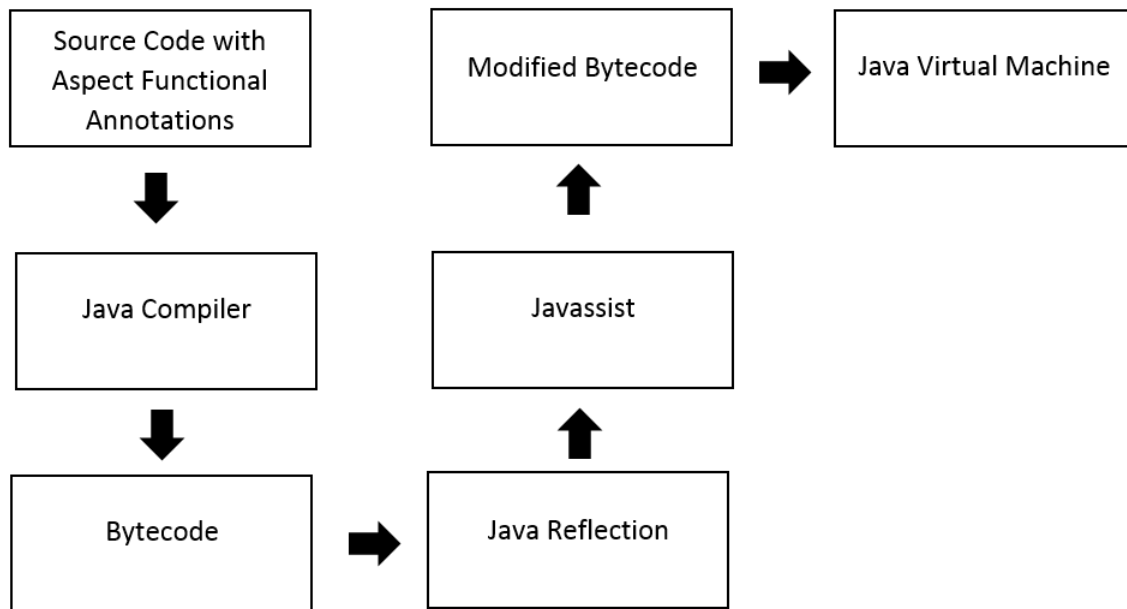 Source Code with
Aspect Functional
Annotations
Java Compiler
Bytecode
Java Reflection
Javassist
Modified Bytecode
Java Virtual Machine